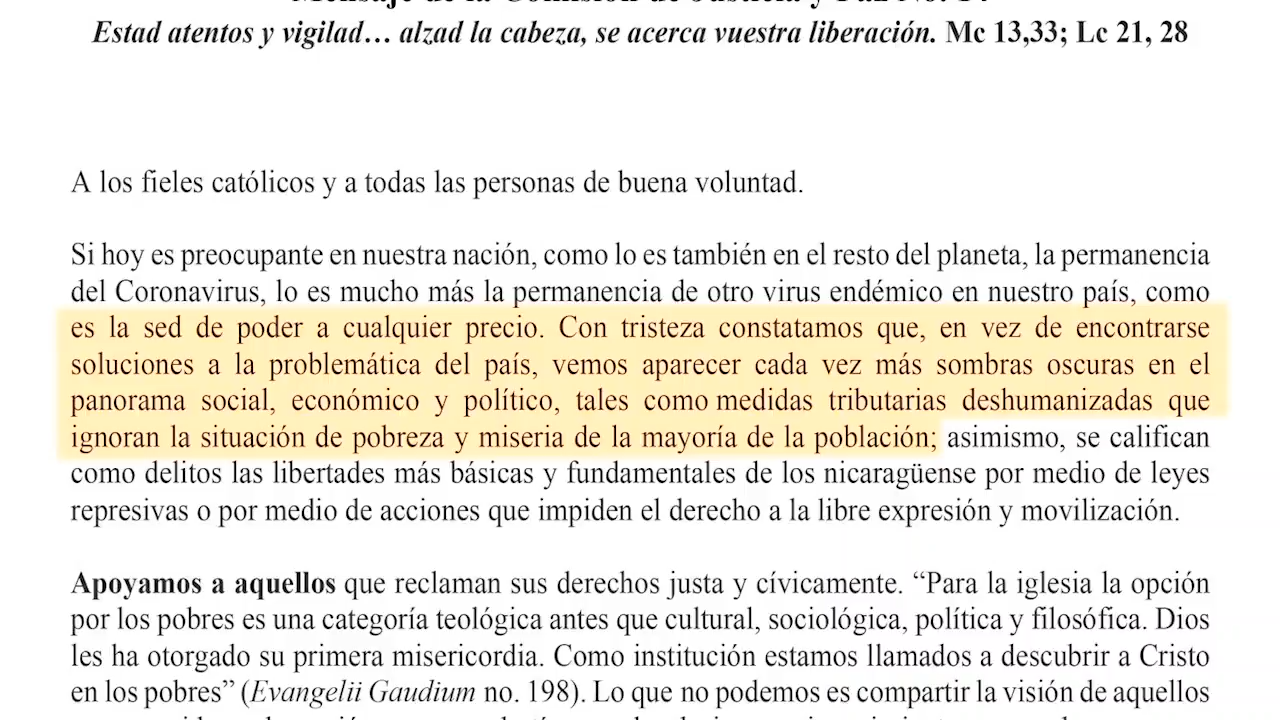 Mensaje de la Comisión de Justicia y Paz No. 14
Estad atentos y vigilad… alzad la cabeza, se acerca vuestra liberación. Mc 13,33; Lc 21, 28
A los fieles católicos y a todas las personas de buena voluntad.
Si hoy es preocupante en nuestra nación, como lo es también en el resto del planeta, la permanencia
del Coronavirus, lo es mucho más la permanencia de otro virus endémico en nuestro país, como
es la sed de poder a cualquier precio. Con tristeza constatamos que, en vez de encontrarse
soluciones a la problemática del país, vemos aparecer cada vez más sombras oscuras en el
panorama social, económico y político, tales como medidas tributarias deshumanizadas que
ignoran la situación de pobreza y miseria de la mayoría de la población; asimismo, se califican
como delitos las libertades más básicas y fundamentales de los nicaragüense por medio de leyes
represivas o por medio de acciones que impiden el derecho a la libre expresión y movilización.
Apoyamos a aquellos que reclaman sus derechos justa y cívicamente. “Para la iglesia la opción
por los pobres es una categoría teológica antes que cultural, sociológica, política y filosófica. Dios
les ha otorgado su primera misericordia. Como institución estamos llamados a descubrir a Cristo
en los pobres” (Evangelii Gaudium no. 198). Lo que no podemos es compartir la visión de aquellos